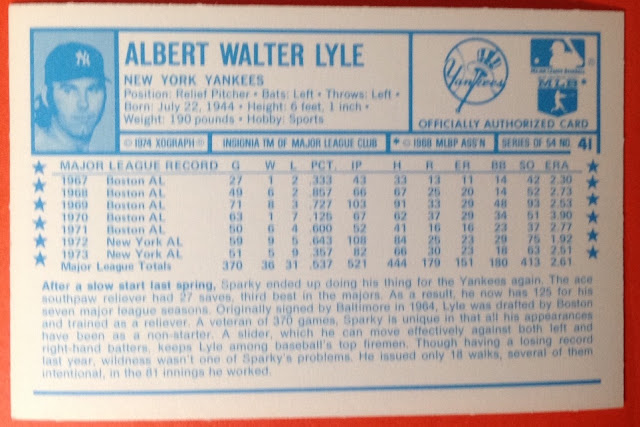 ALBERT WALTER LYLE
NEW YORK YANKEES
Position: Relief Pitcher • Bats: Left • Throws: Left •
Born: July 22, 1944 • Height: 6 feet, 1 inch •
Weight: 190 pounds • Hobby: Sports
NY
Yankees
MAJOR LEAGUE BASEBALL
MLB
OFFICIALLY AUTHORIZED CARD
© 1974 XOGRAPH® INSIGNIA TM OF MAJOR LEAGUE CLUB © 1969 MLBP ASS'N SERIES OF 54 NO. 41
MAJOR LEAGUE RECORD G W L PCT. IP H R ER BB SO ERA
1967 Boston AL 27 1 2 .333 43 33 13 11 14 42 2.30
1968 Boston AL 49 6 2 .857 66 67 25 20 14 52 2.73
1969 Boston AL 71 8 3 .727 103 91 33 29 48 93 2.53
1970 Boston AL 63 1 7 .125 67 62 37 29 34 51 3.90
1971 Boston AL 50 6 4 .600 52 41 16 16 23 37 2.77
1972 New York AL 59 9 5 .643 108 84 25 23 29 75 1.92
1973 New York AL 51 5 9 .357 82 66 30 23 18 63 2.51
Major League Totals 370 36 31 .537 521 444 179 151 180 413 2.61
After a slow start last spring, Sparky ended up doing his thing for the Yankees again. The ace
southpaw reliever had 27 saves, third best in the majors. As a result, he now has 125 for his
seven major league seasons. Originally signed by Baltimore in 1964, Lyle was drafted by Boston
and trained as a reliever. A veteran of 370 games, Sparky is unique in that all his appearances
have been as a non-starter. A slider, which he can move effectively against both left and
right-hand batters, keeps Lyle among baseball's top firemen. Though having a losing record
last year, wildness wasn't one of Sparky's problems. He issued only 18 walks, several of them
intentional, in the 81 innings he worked.